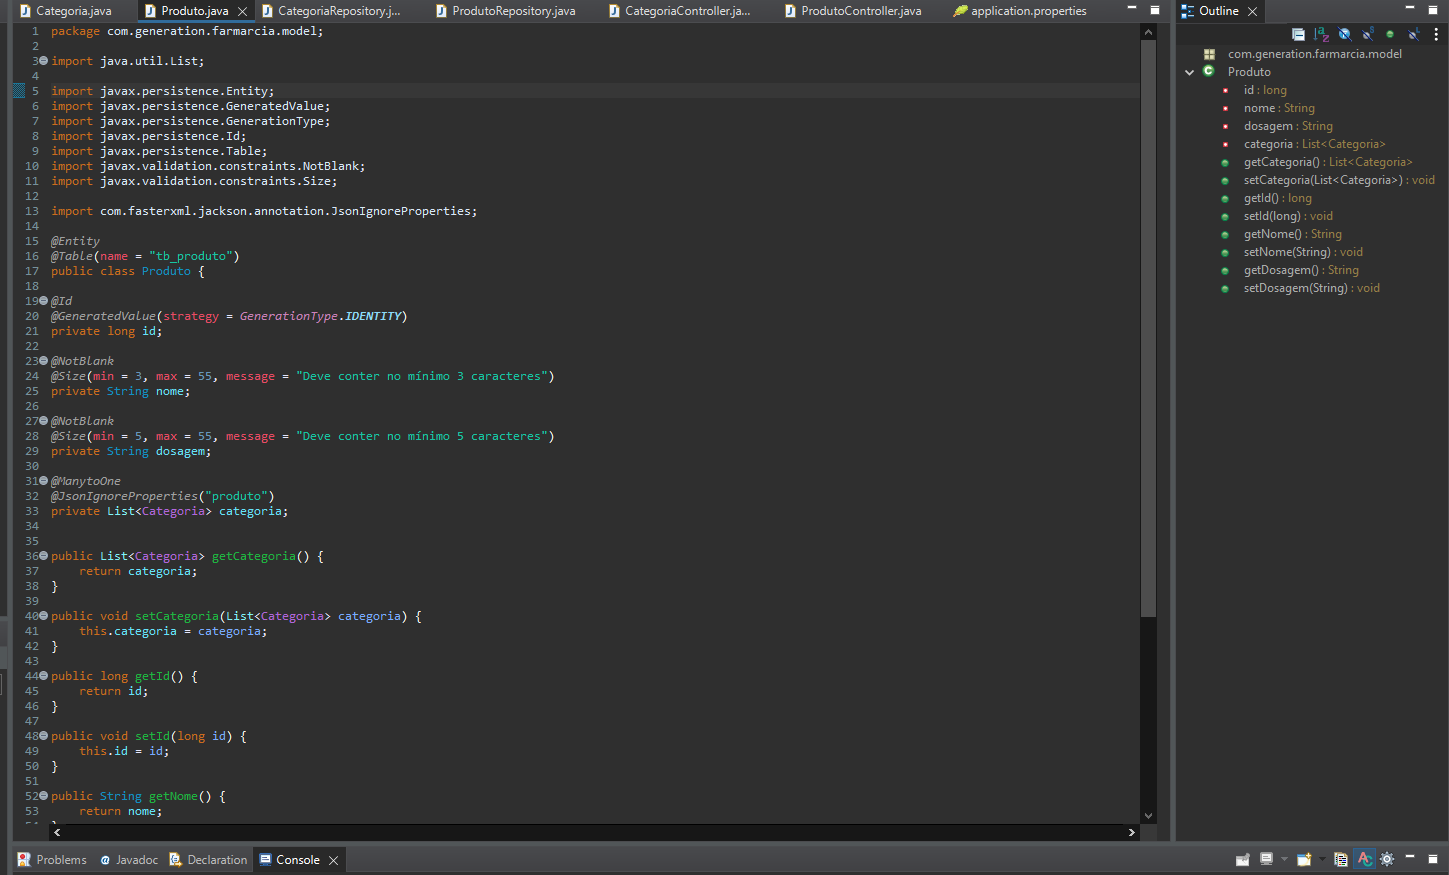 Categoria.java Produto.java CategoriaRepository.j... ProdutoRepository.java CategoriaController.ja... ProdutoController.java application.properties
1 package com.generation.farmarcia.model;
2
3 import java.util.List;
4
5 import javax.persistence.Entity;
6 import javax.persistence.GeneratedValue;
7 import javax.persistence.GenerationType;
8 import javax.persistence.Id;
9 import javax.persistence.Table;
10 import javax.validation.constraints.NotBlank;
11 import javax.validation.constraints.Size;
12
13 import com.fasterxml.jackson.annotation.JsonIgnoreProperties;
14
15 @Entity
16 @Table(name = "tb_produto")
17 public class Produto {
18
19 @Id
20 @GeneratedValue(strategy = GenerationType.IDENTITY)
21 private long id;
22
23 @NotBlank
24 @Size(min = 3, max = 55, message = "Deve conter no mínimo 3 caracteres")
25 private String nome;
26
27 @NotBlank
28 @Size(min = 5, max = 55, message = "Deve conter no mínimo 5 caracteres")
29 private String dosagem;
30
31 @ManytoOne
32 @JsonIgnoreProperties("produto")
33 private List<Categoria> categoria;
34
35
36 public List<Categoria> getCategoria() {
37 return categoria;
38 }
39
40 public void setCategoria(List<Categoria> categoria) {
41 this.categoria = categoria;
42 }
43
44 public long getId() {
45 return id;
46 }
47
48 public void setId(long id) {
49 this.id = id;
50 }
51
52 public String getNome() {
53 return nome;
Outline
com.generation.farmarcia.model
Produto
id : long
nome : String
dosagem : String
categoria : List<Categoria>
getCategoria() : List<Categoria>
setCategoria(List<Categoria>) : void
getId() : long
setId(long) : void
getNome() : String
setNome(String) : void
getDosagem() : String
setDosagem(String) : void
Problems Javadoc Declaration Console